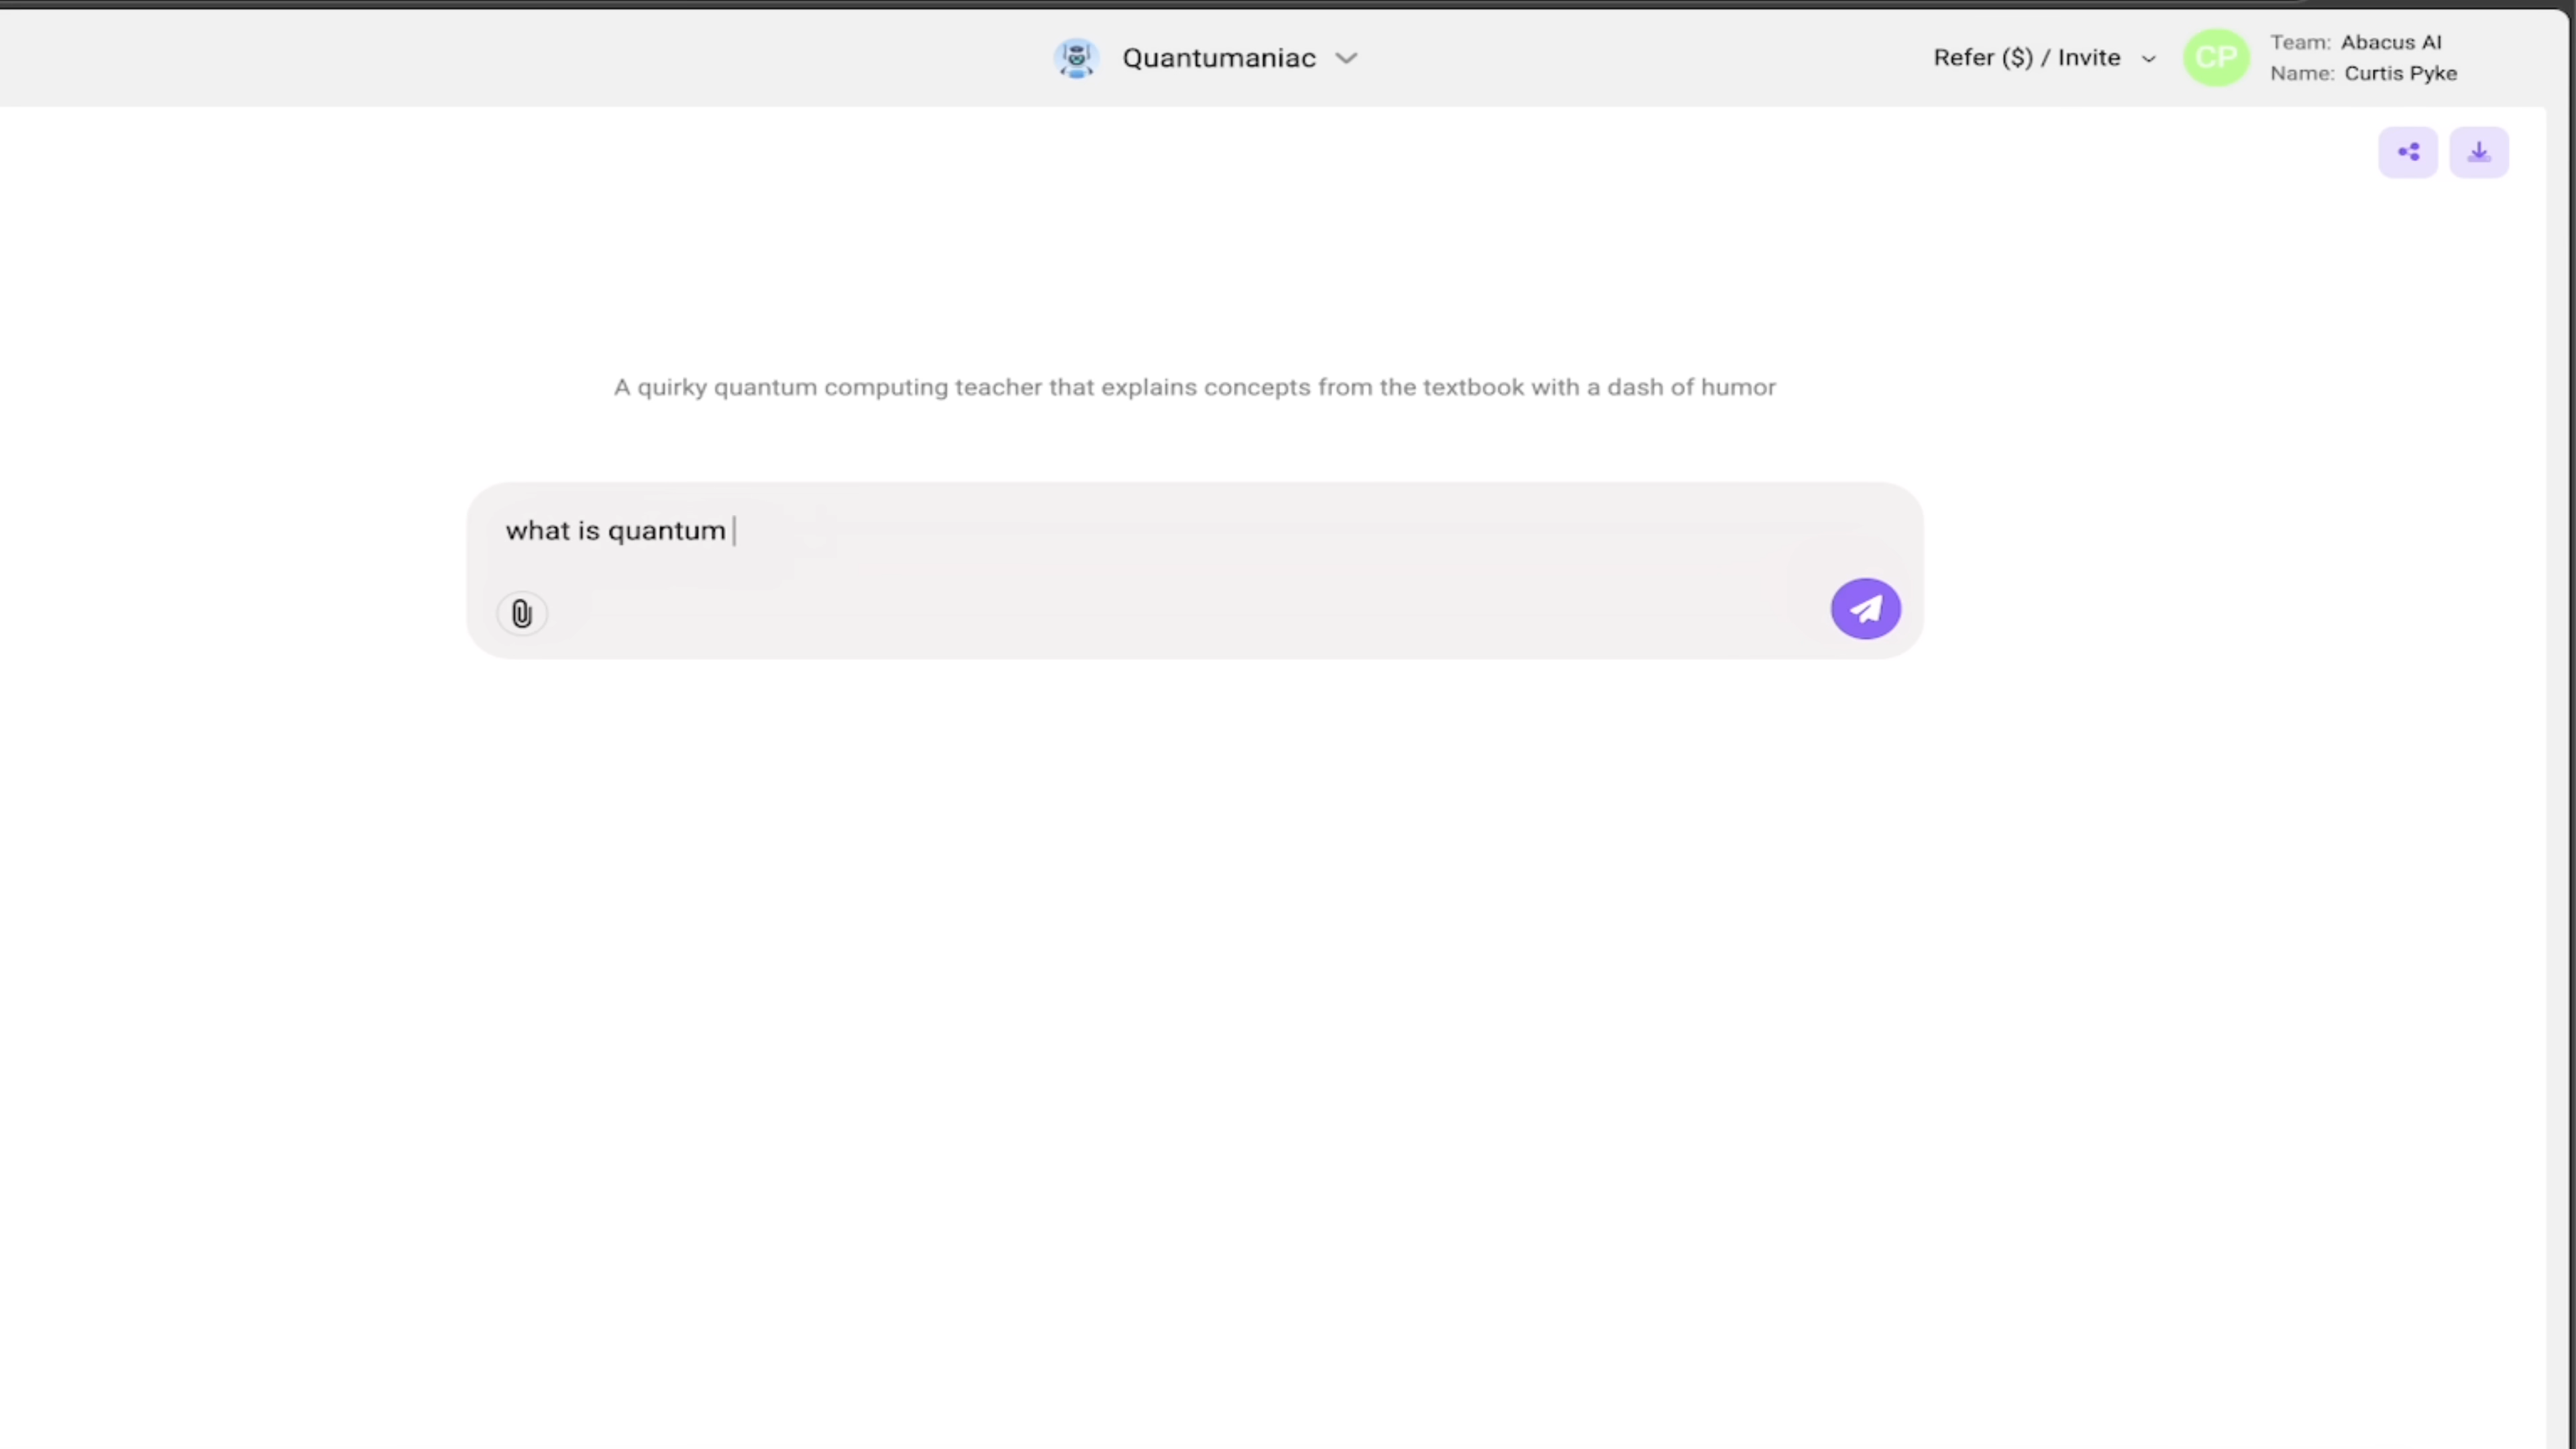 Quantumaniac
Refer ($) / Invite
CP
Team: Abacus AI
Name: Curtis Pyke
A quirky quantum computing teacher that explains concepts from the textbook with a dash of humor
what is quantum